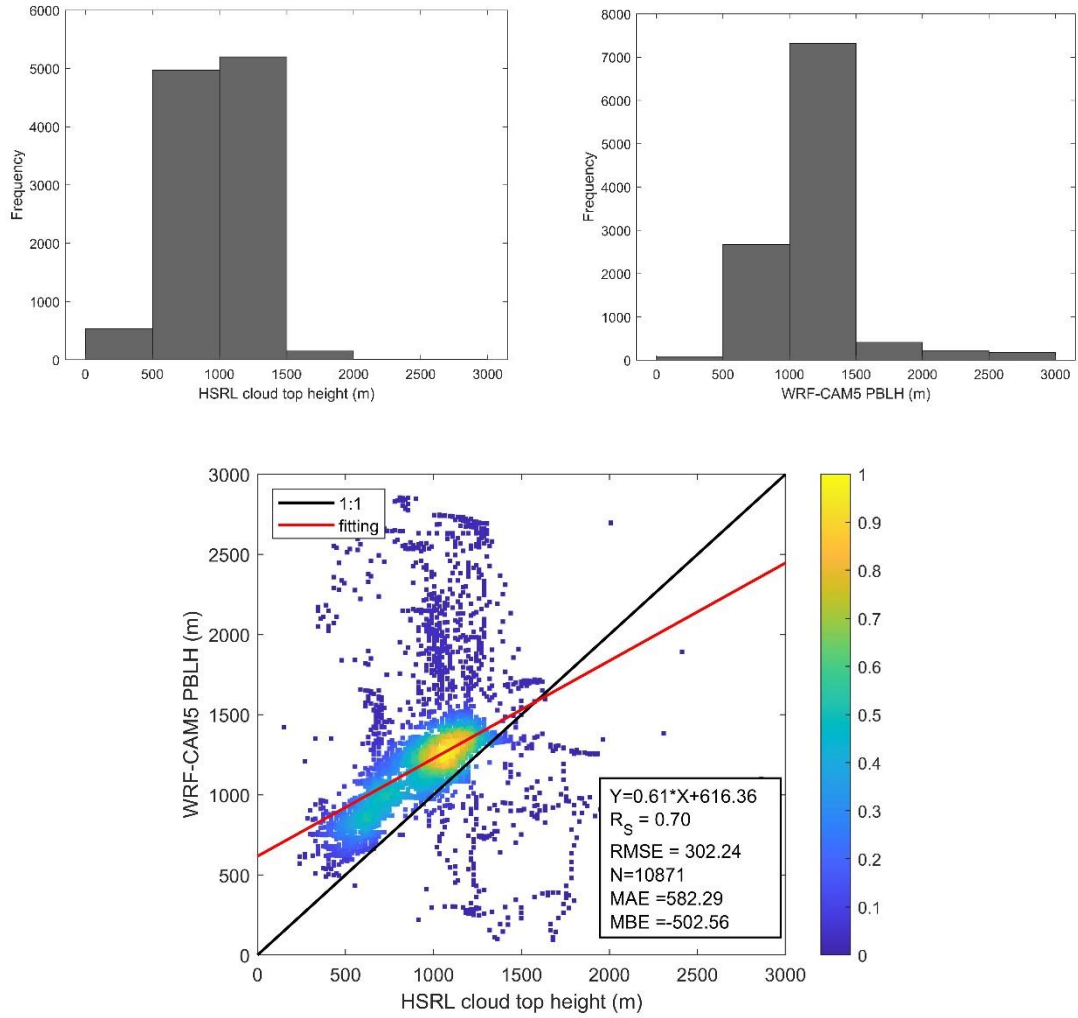 6000
5000
4000
3000
2000
1000
0
Frequency
0 500 1000 1500 2000 2500 3000
HSRL cloud top height (m)
8000
7000
6000
5000
4000
3000
2000
1000
0
Frequency
0 500 1000 1500 2000 2500 3000
WRF-CAM5 PBLH (m)
3000
2500
2000
1500
1000
500
0
WRF-CAM5 PBLH (m)
1:1
fitting
Y=0.61*X+616.36
RS = 0.70
RMSE = 302.24
N=10871
MAE =582.29
MBE =-502.56
0 500 1000 1500 2000 2500 3000
HSRL cloud top height (m)
1
0.9
0.8
0.7
0.6
0.5
0.4
0.3
0.2
0.1
0